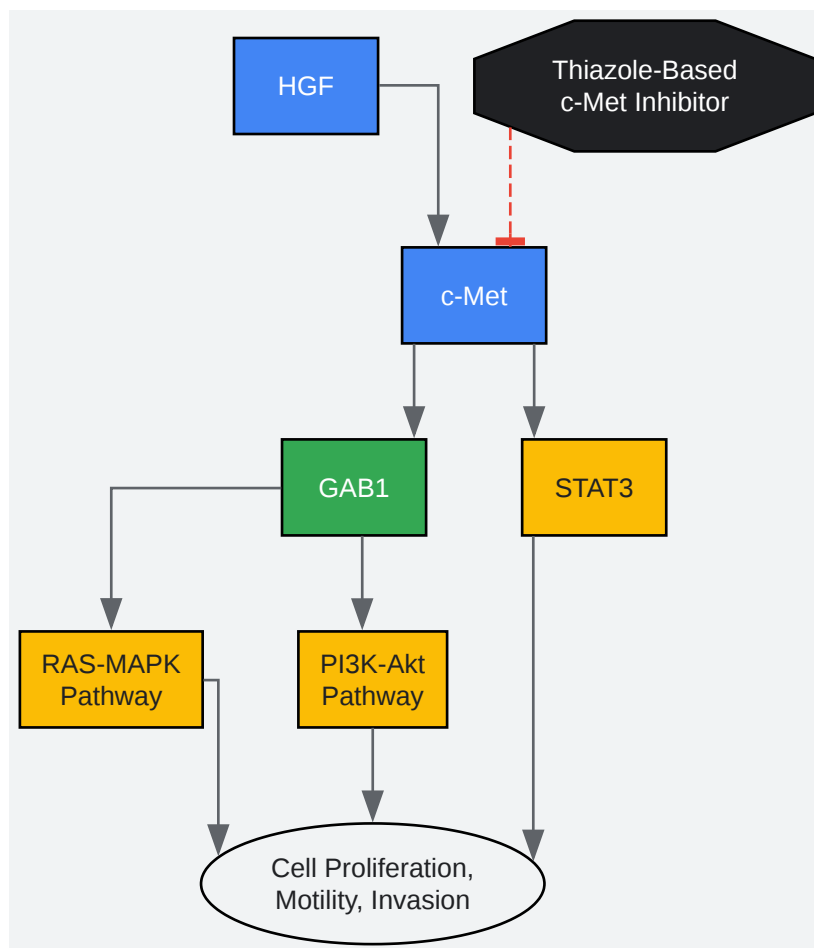 HGF
Thiazole-Based
c-Met Inhibitor
c-Met
GAB1
STAT3
RAS-MAPK
Pathway
PI3K-Akt
Pathway
Cell Proliferation,
Motility, Invasion